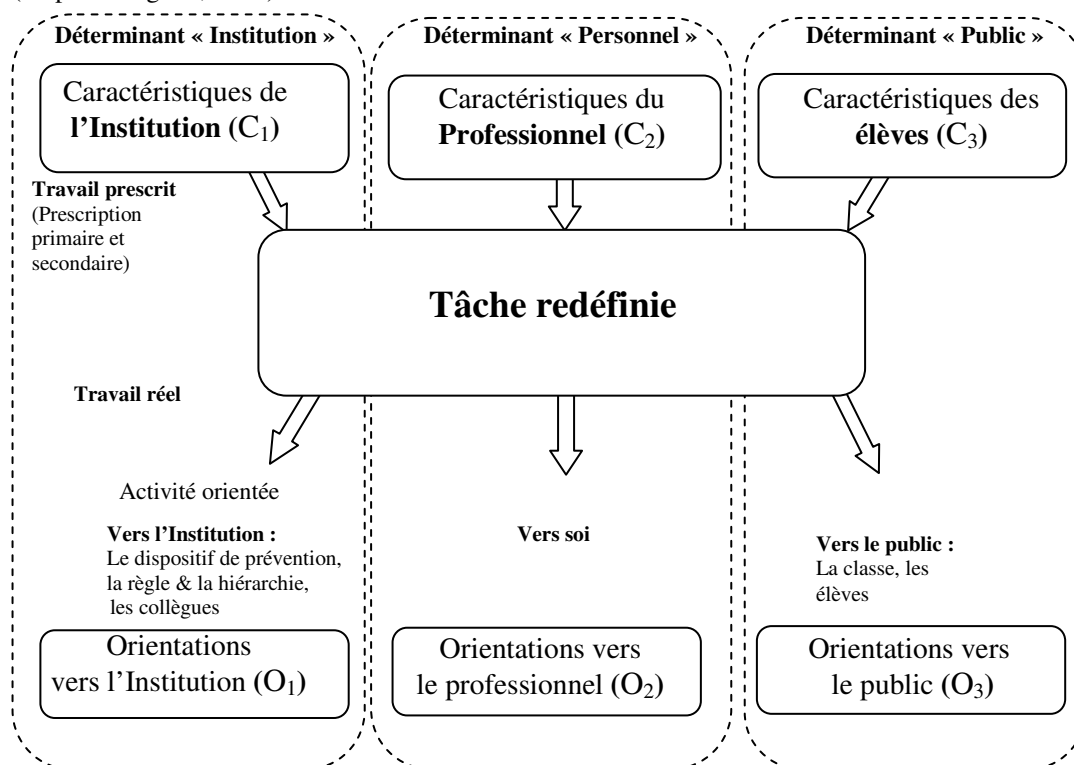 Déterminant « Institution »
Déterminant « Personnel »
Déterminant « Public »
Caractéristiques de
l’Institution (C1)
Caractéristiques du
Professionnel (C2)
Caractéristiques des
élèves (C3)
Travail prescrit
(Prescription
primaire et
secondaire)
Tâche redéfinie
Travail réel
Activité orientée
Vers l’Institution :
Le dispositif de prévention,
la règle & la hiérarchie,
les collègues
Vers soi
Vers le public :
La classe, les
élèves
Orientations
vers l’Institution (O1)
Orientations vers
le professionnel (O2)
Orientations vers
le public (O3)